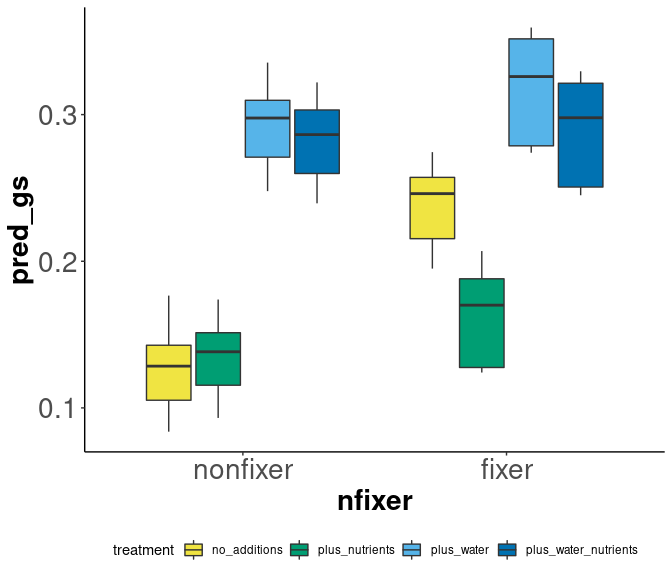 pred_gs
0.3
0.2
0.1
nonfixer fixer
nfixer
treatment no_additions plus_nutrients plus_water plus_water_nutrients